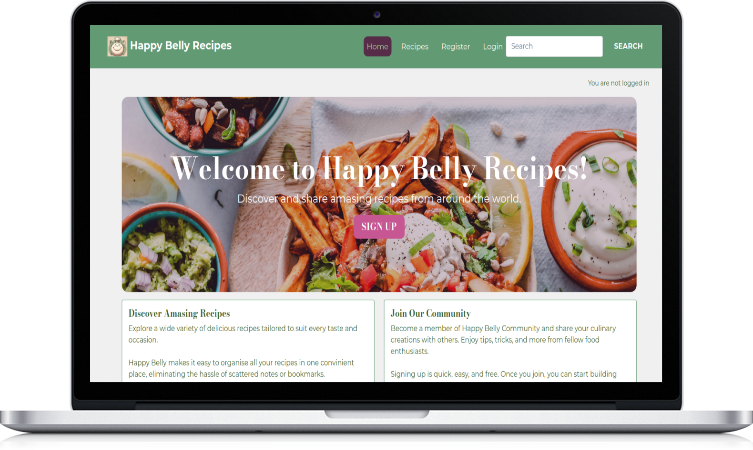 Happy Belly Recipes
Home Recipes Register Login Search SEARCH
You are not logged in
Welcome to Happy Belly Recipes!
Discover and share amazing recipes from around the world.
SIGN UP
Discover Amazing Recipes
Explore a wide variety of delicious recipes tailored to suit every taste and
occasion.
Happy Belly makes it easy to organise all your recipes in one convinient
place, eliminating the hassle of scattered notes or bookmarks.
Join Our Community
Become a member of Happy Belly Community and share your culinary
creations with others. Enjoy tips, tricks, and more from fellow food
enthusiasts.
Signing up is quick, easy, and free. Once you join, you can start building